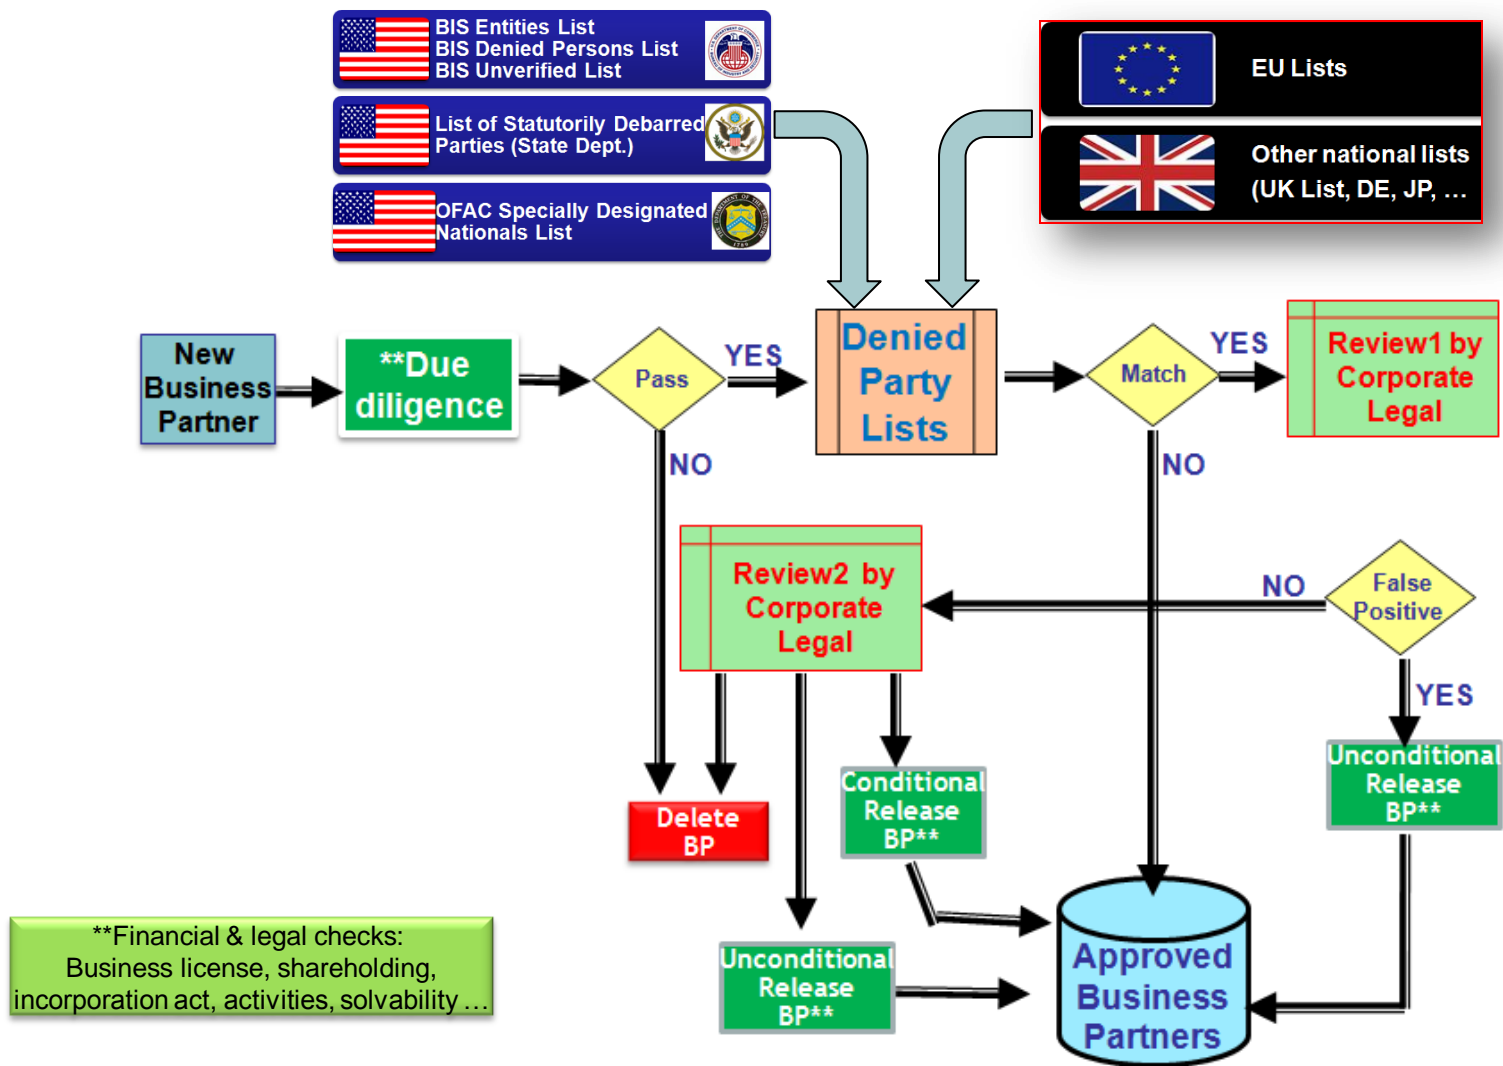 BIS Entities List
BIS Denied Persons List
BIS Unverified List
List of Statutorily Debarred
Parties (State Dept.)
OFAC Specially Designated
Nationals List
EU Lists
Other national lists
(UK List, DE, JP, …
New
Business
Partner
**Due
diligence
Pass
YES
NO
Denied
Party
Lists
Match
YES
NO
Review1 by
Corporate
Legal
Review2 by
Corporate
Legal
NO
False
Positive
YES
Delete
BP
Conditional
Release
BP**
Unconditional
Release
BP**
Unconditional
Release
BP**
Approved
Business
Partners
**Financial & legal checks:
Business license, shareholding,
incorporation act, activities, solvability …